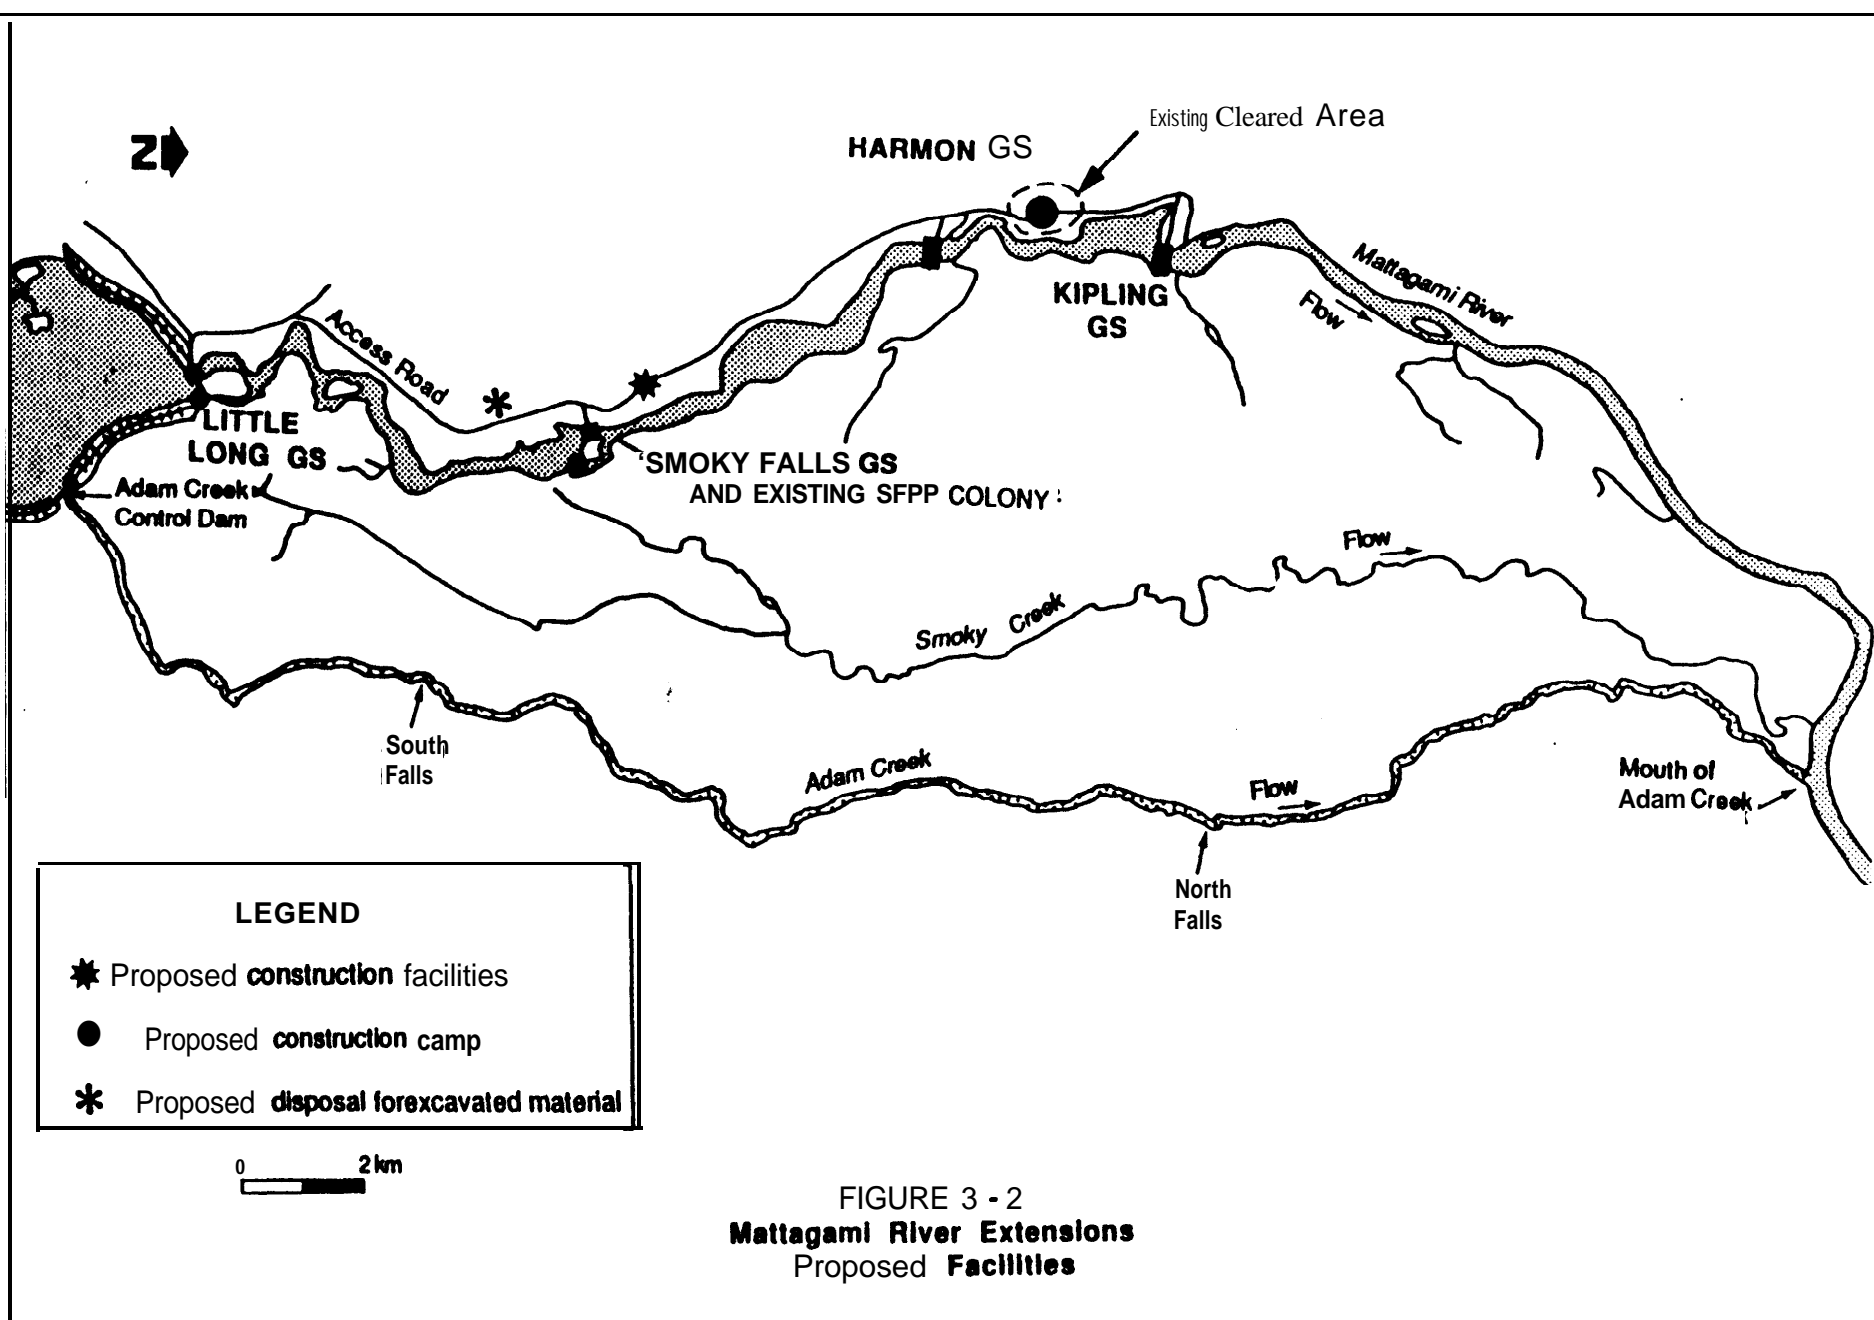 Existing Cleared Area
HARMON GS
N
Mattagami River
Flow
KIPLING
GS
Access Road
LITTLE
LONG GS
'SMOKY FALLS GS
AND EXISTING SFPP COLONY
Adam Creek
Control Dam
Flow
Smoky Creek
South
Falls
Adam Creek
Flow
Mouth of
Adam Creek
North
Falls
LEGEND
Proposed construction facilities
Proposed construction camp
Proposed disposal forexcavated material
0 2 km
FIGURE 3 - 2
Mattagami River Extensions
Proposed Facilities